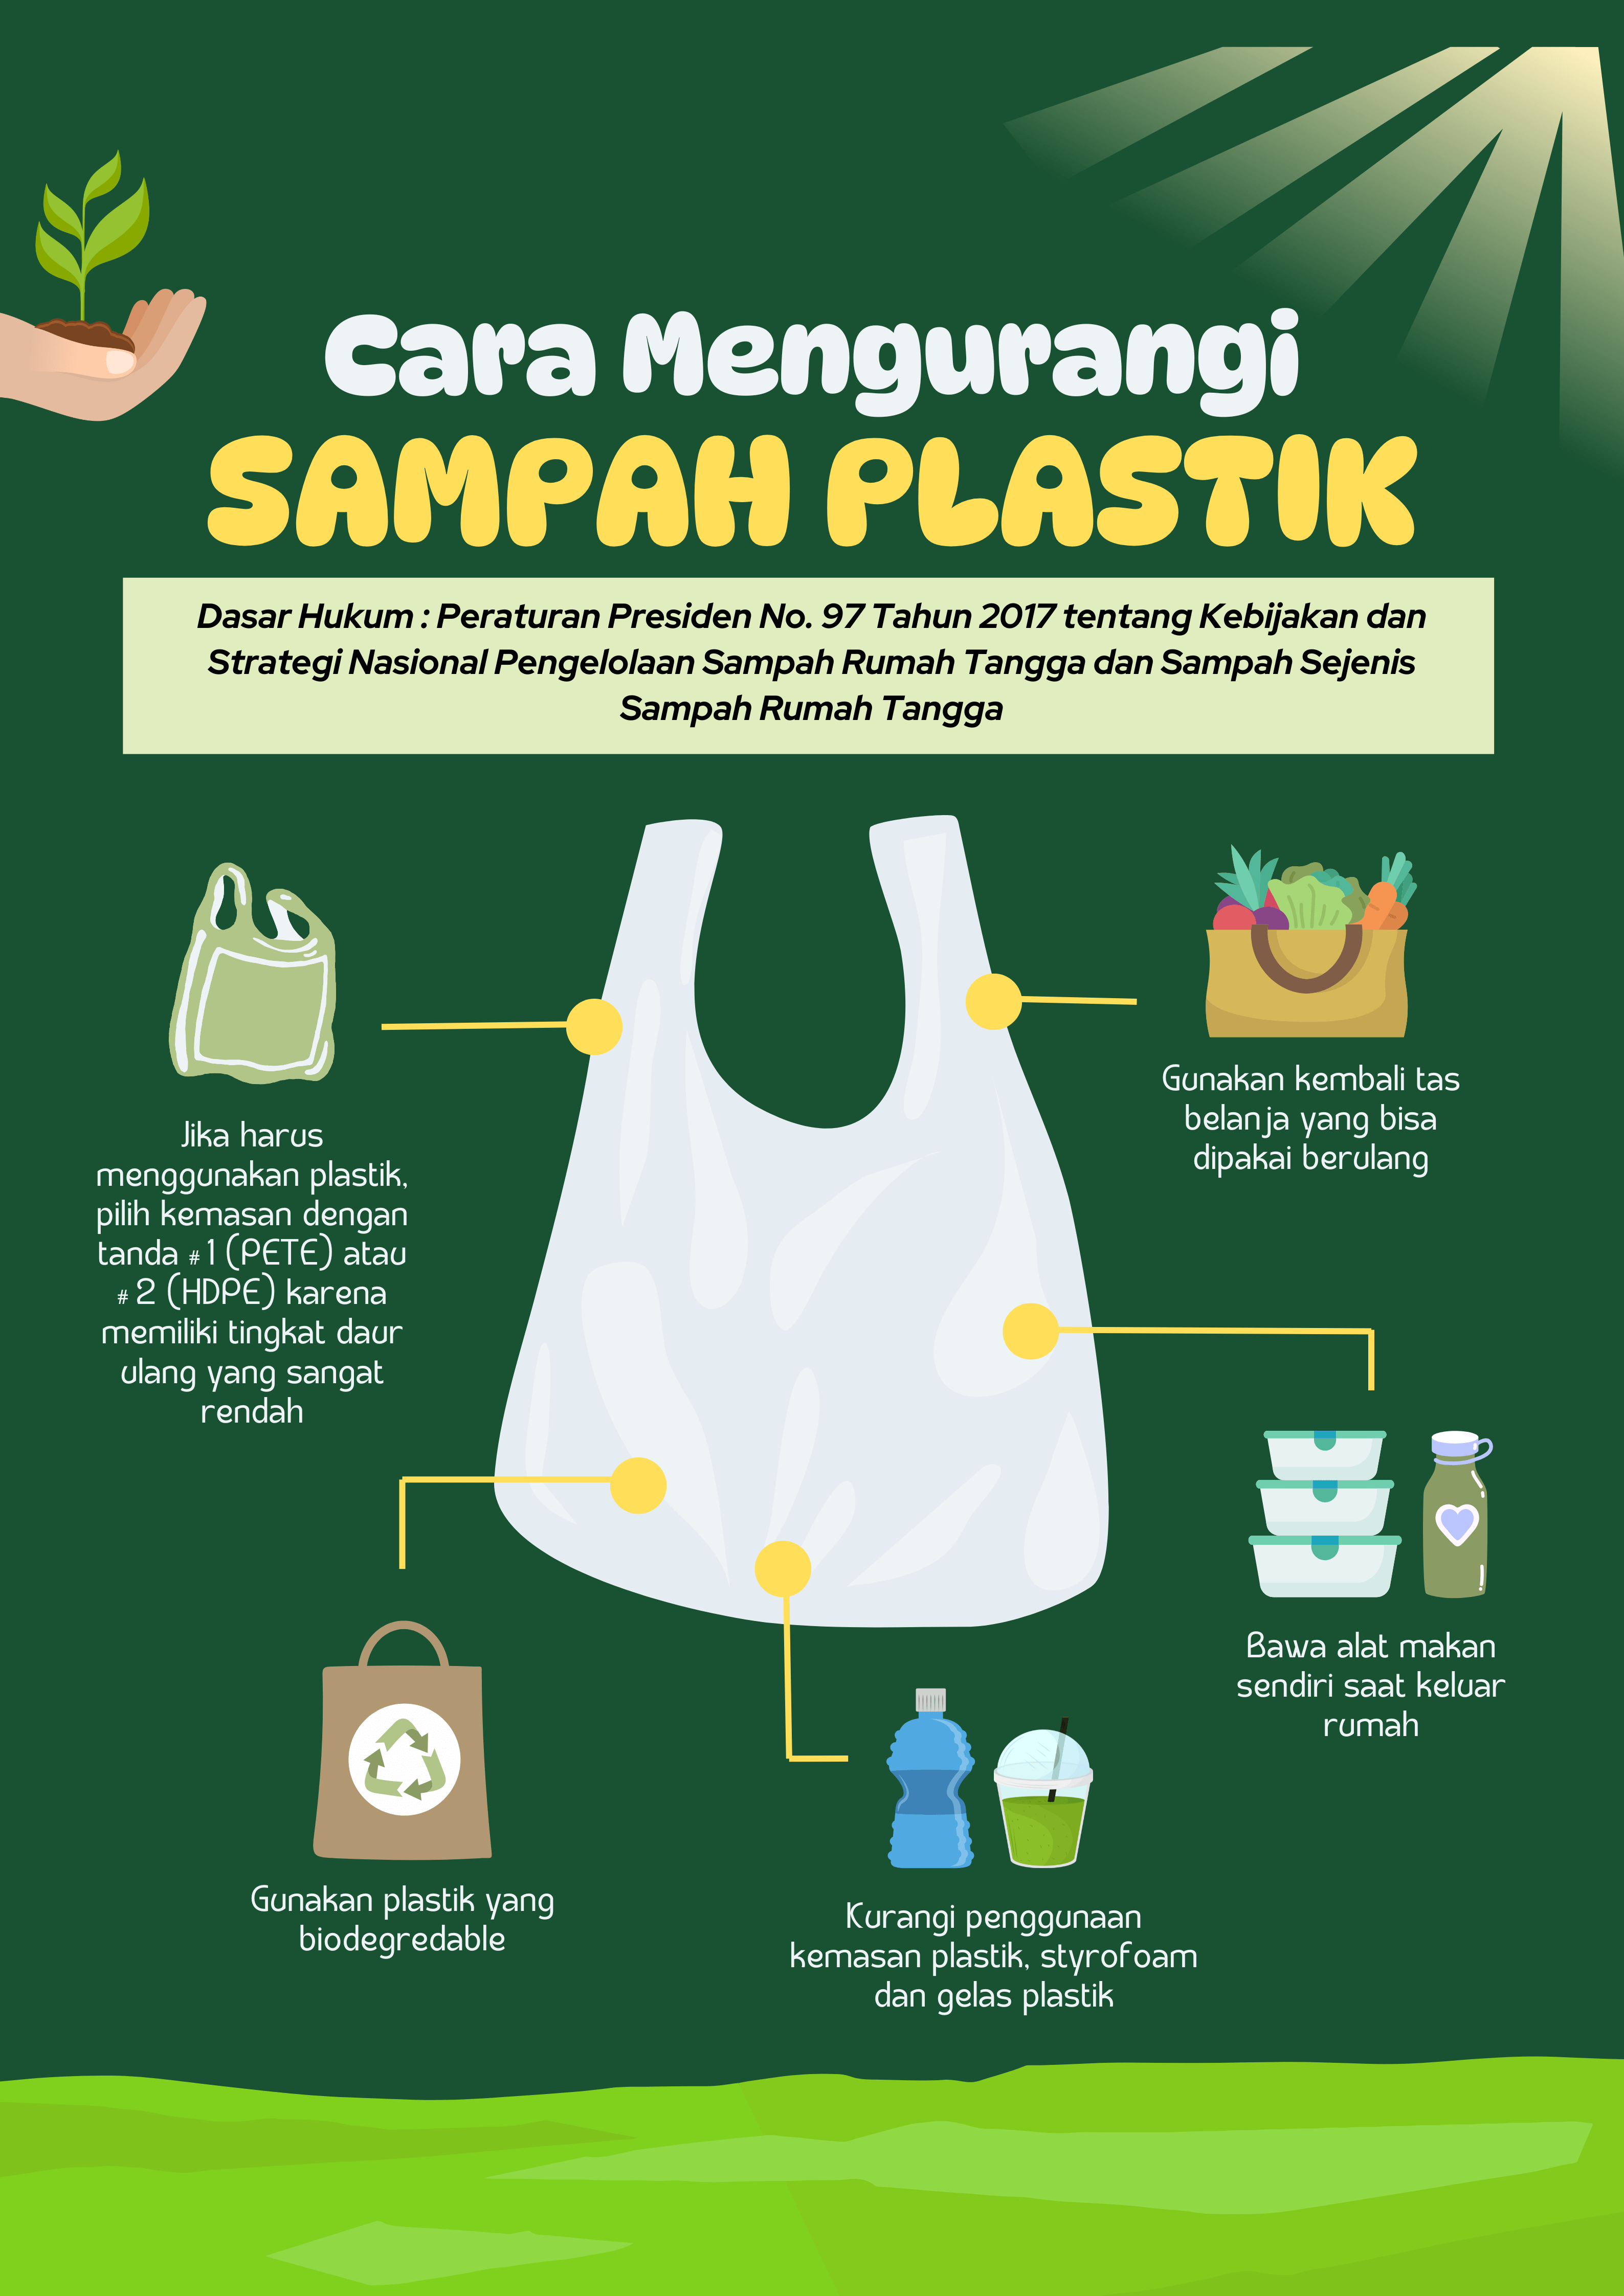 Cara Mengurangi
SAMPAH PLASTIK
Dasar Hukum : Peraturan Presiden No. 97 Tahun 2017 tentang Kebijakan dan
Strategi Nasional Pengelolaan Sampah Rumah Tangga dan Sampah Sejenis
Sampah Rumah Tangga
Jika harus
menggunakan plastik,
pilih kemasan dengan
tanda #1 (PETE) atau
#2 (HDPE) karena
memiliki tingkat daur
ulang yang sangat
rendah
Gunakan kembali tas
belanja yang bisa
dipakai berulang
Bawa alat makan
sendiri saat keluar
rumah
Gunakan plastik yang
biodegredable
Kurangi penggunaan
kemasan plastik, styrofoam
dan gelas plastik